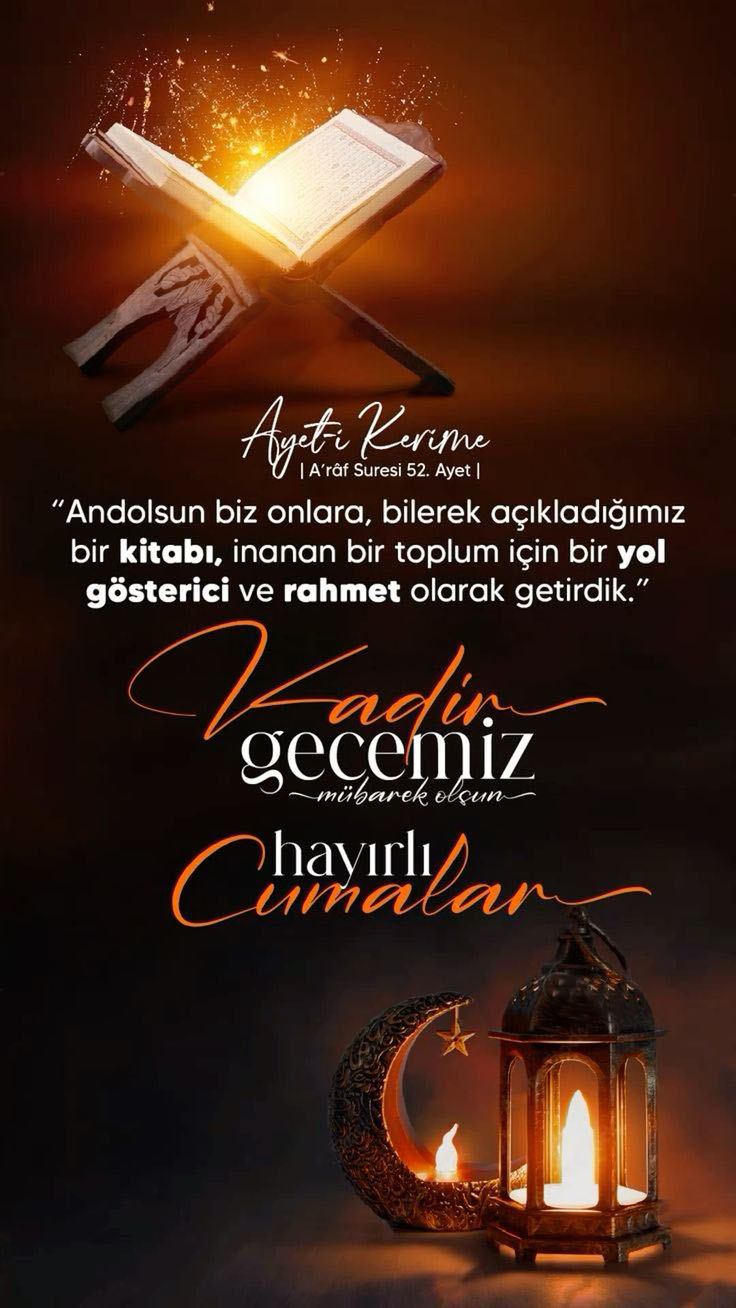 Ayet-i Kerime
| A'râf Suresi 52. Ayet |
“Andolsun biz onlara, bilerek açıkladığımız
bir kitabı, inanan bir toplum için bir yol
gösterici ve rahmet olarak getirdik.”
Kadir
gecemiz
mübarek olsun
hayırlı
Cumalar